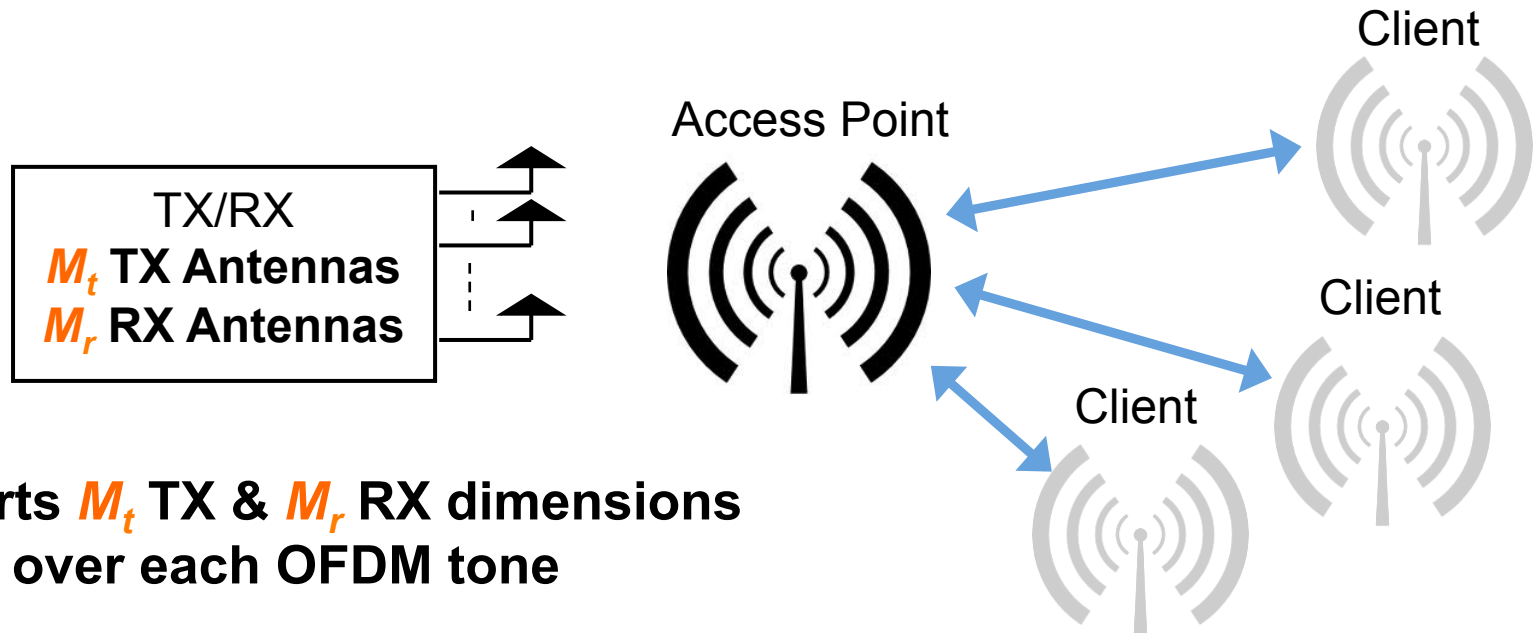 Client
Access Point
TX/RX
Mt TX Antennas
Mr RX Antennas
Client
Client
rts Mt TX & Mr RX dimensions
over each OFDM tone